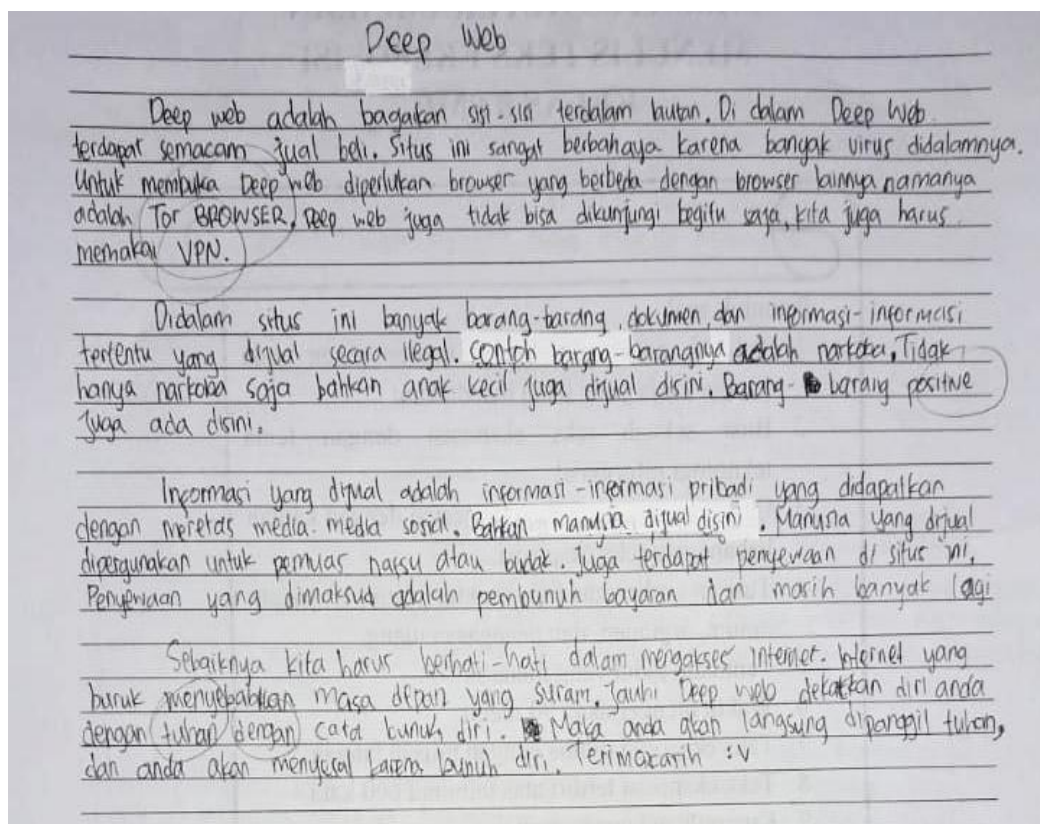 Deep Web
Deep web adalah bagaikan sisi-sisi terdalam hutan. Di dalam Deep Web
terdapat semacam jual beli. Situs ini sangat berbahaya karena banyak virus didalamnya.
Untuk membuka Deep web diperlukan browser yang berbeda dengan browser lainnya namanya
adalah Tor BROWSER, Deep web juga tidak bisa dikunjungi begitu saja, kita juga harus
memakai VPN.
Didalam situs ini banyak barang-barang, dokumen, dan informasi-informasi
tertentu yang dijual secara ilegal. Contoh barang-barangnya adalah narkoba, Tidak
hanya narkoba saja bahkan anak kecil juga dijual disini. Barang-barang positive
juga ada disini.
Informasi yang dijual adalah informasi-informasi pribadi yang didapatkan
dengan meretas media-media sosial. Bahkan manusia dijual disini. Manusia yang dijual
dipergunakan untuk pemuas nafsu atau budak. Juga terdapat penyewaan di situs ini.
Penyewaan yang dimaksud adalah pembunuh bayaran dan masih banyak lagi
Sebaiknya kita harus berhati-hati dalam mengakses internet. Internet yang
buruk menyebabkan masa depan yang suram. Jauhi Deep web dekatkan diri anda
dengan tuhan dengan cara bunuh diri. Maka anda akan langsung dipanggil tuhan,
dan anda akan menyesal karena bunuh diri. Terimakasih :v